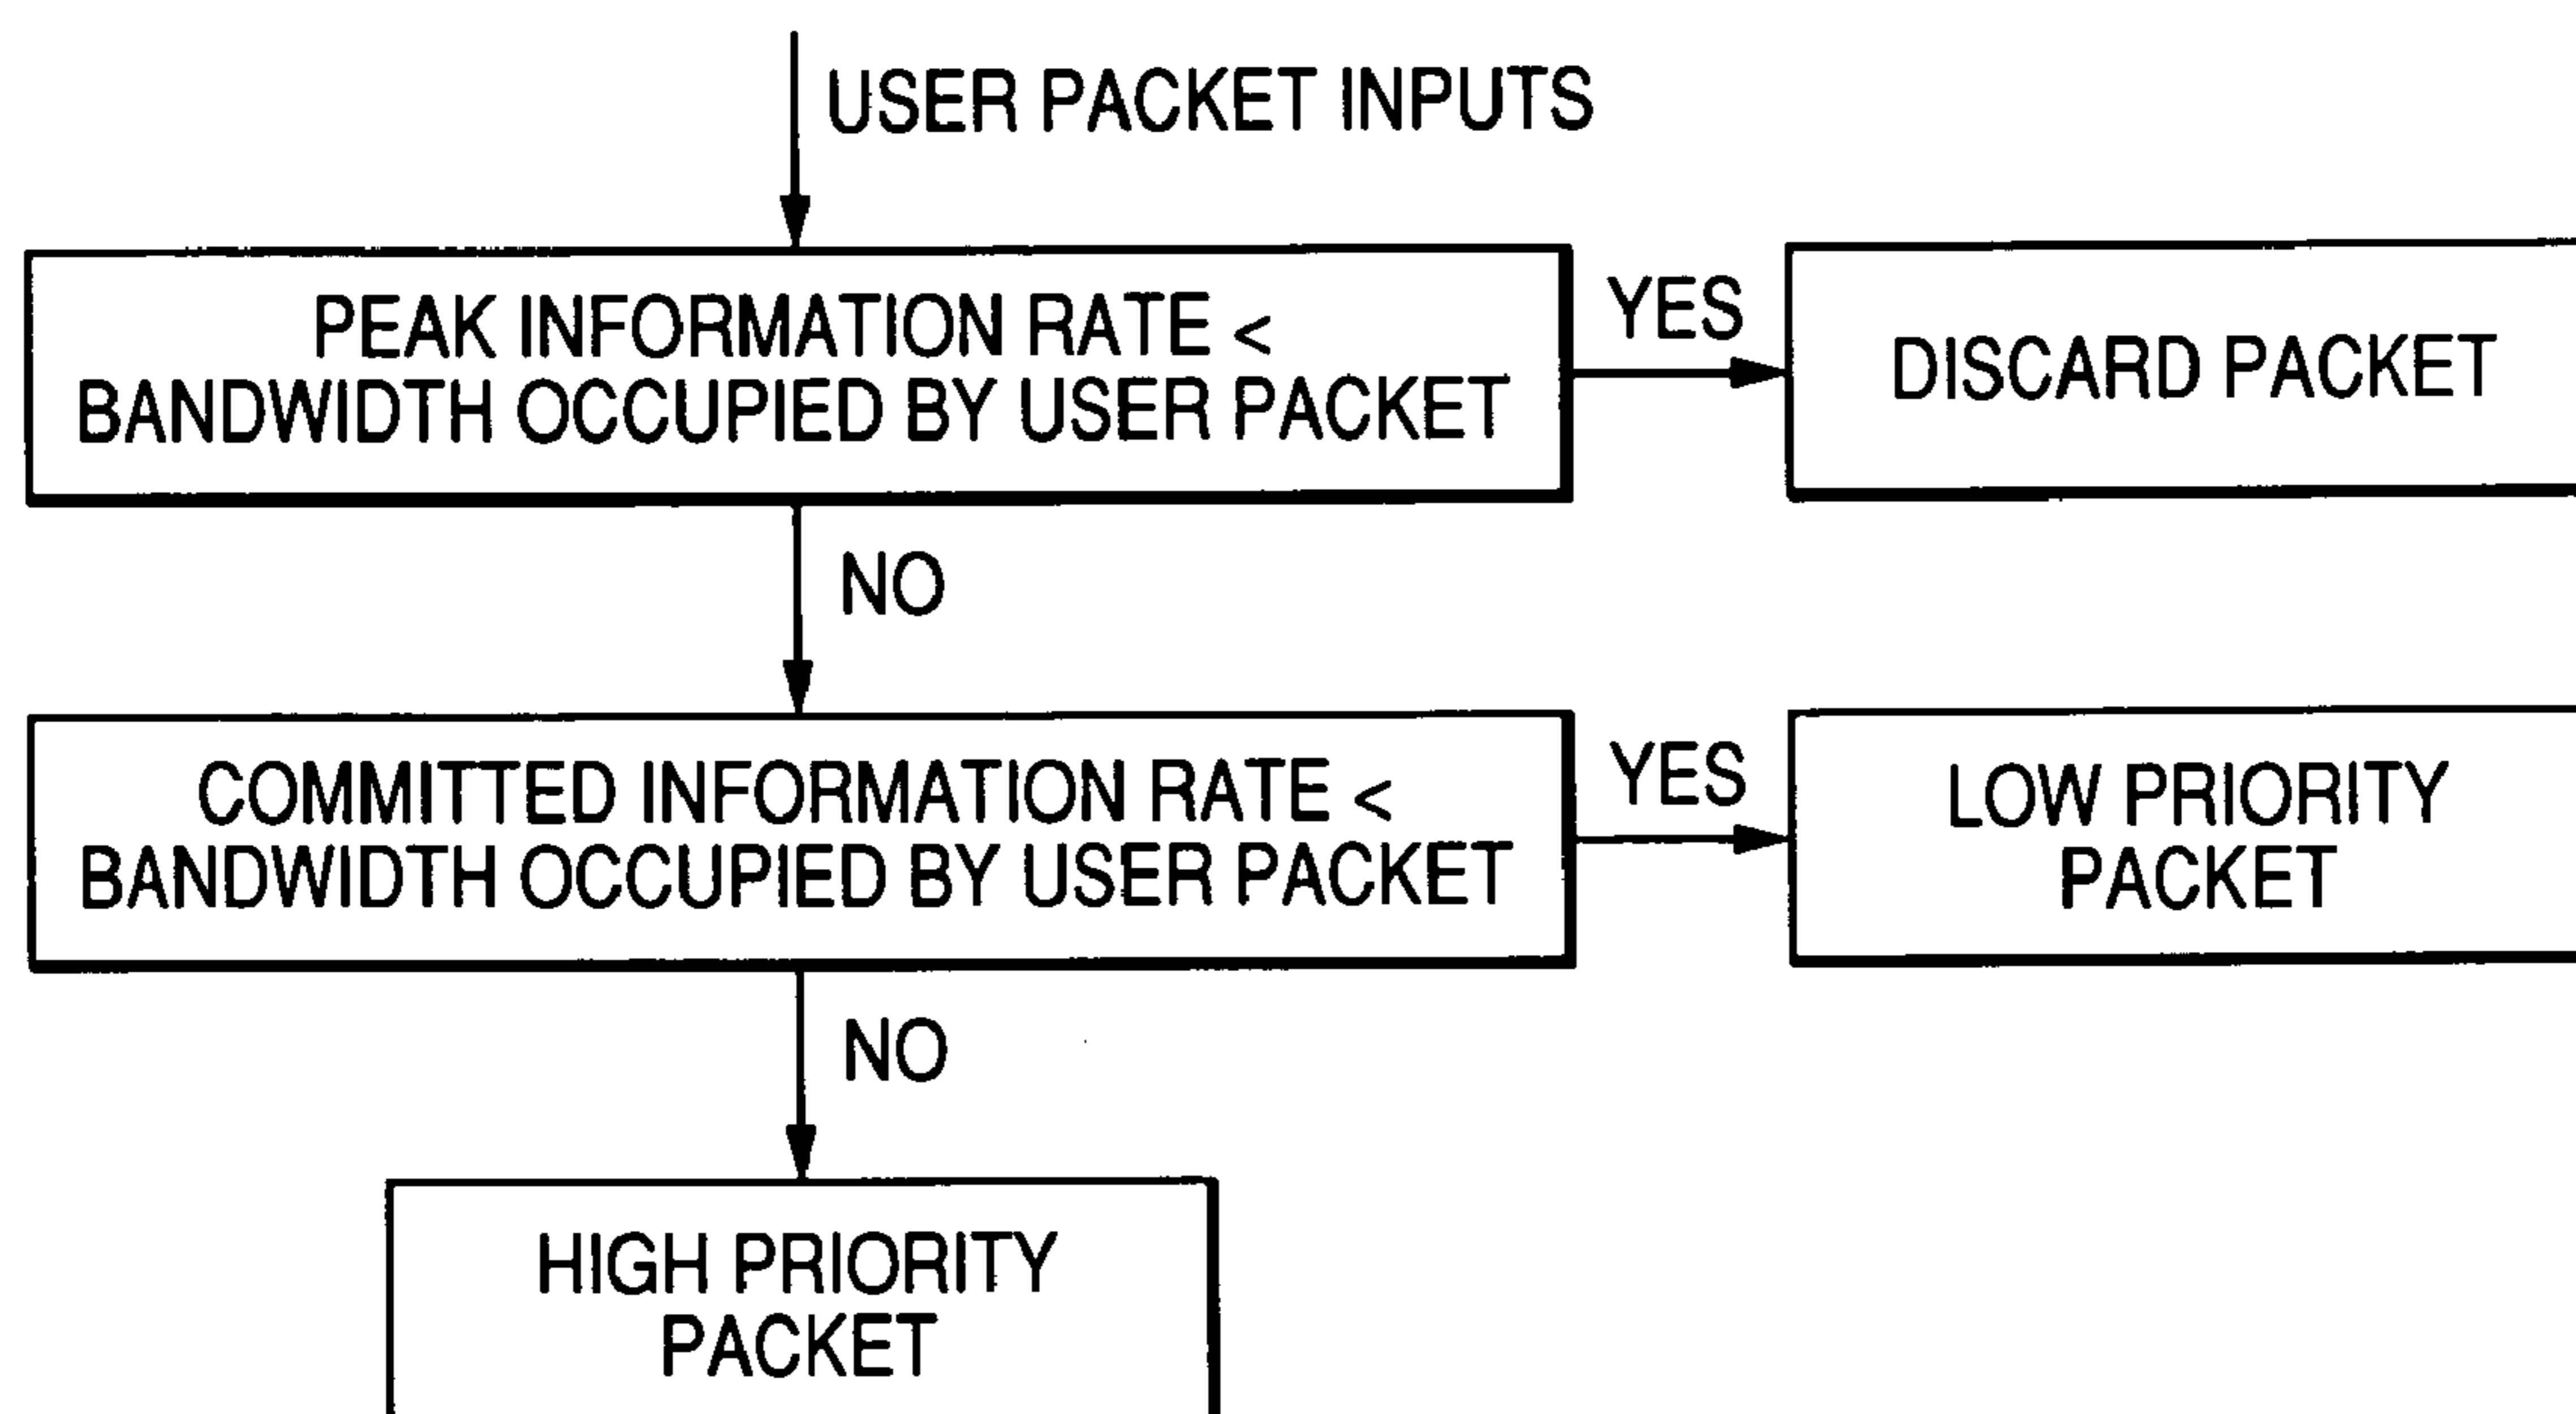 USER PACKET INPUTS
PEAK INFORMATION RATE <
BANDWIDTH OCCUPIED BY USER PACKET
YES
DISCARD PACKET
NO
COMMITTED INFORMATION RATE <
BANDWIDTH OCCUPIED BY USER PACKET
YES
LOW PRIORITY
PACKET
NO
HIGH PRIORITY
PACKET